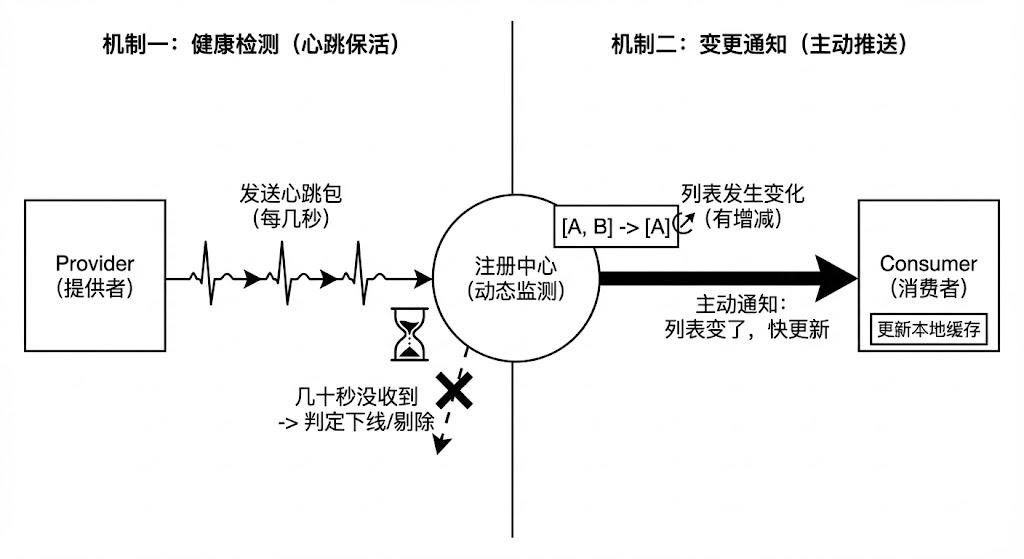 机制一：健康检测（心跳保活）
机制二：变更通知（主动推送）
发送心跳包
（每几秒）
Provider
（提供者）
注册中心
（动态监测）
几十秒没收到
-> 判定下线/剔除
[A, B] -> [A]
列表发生变化
（有增减）
主动通知：
列表变了，快更新
Consumer
（消费者）
更新本地缓存